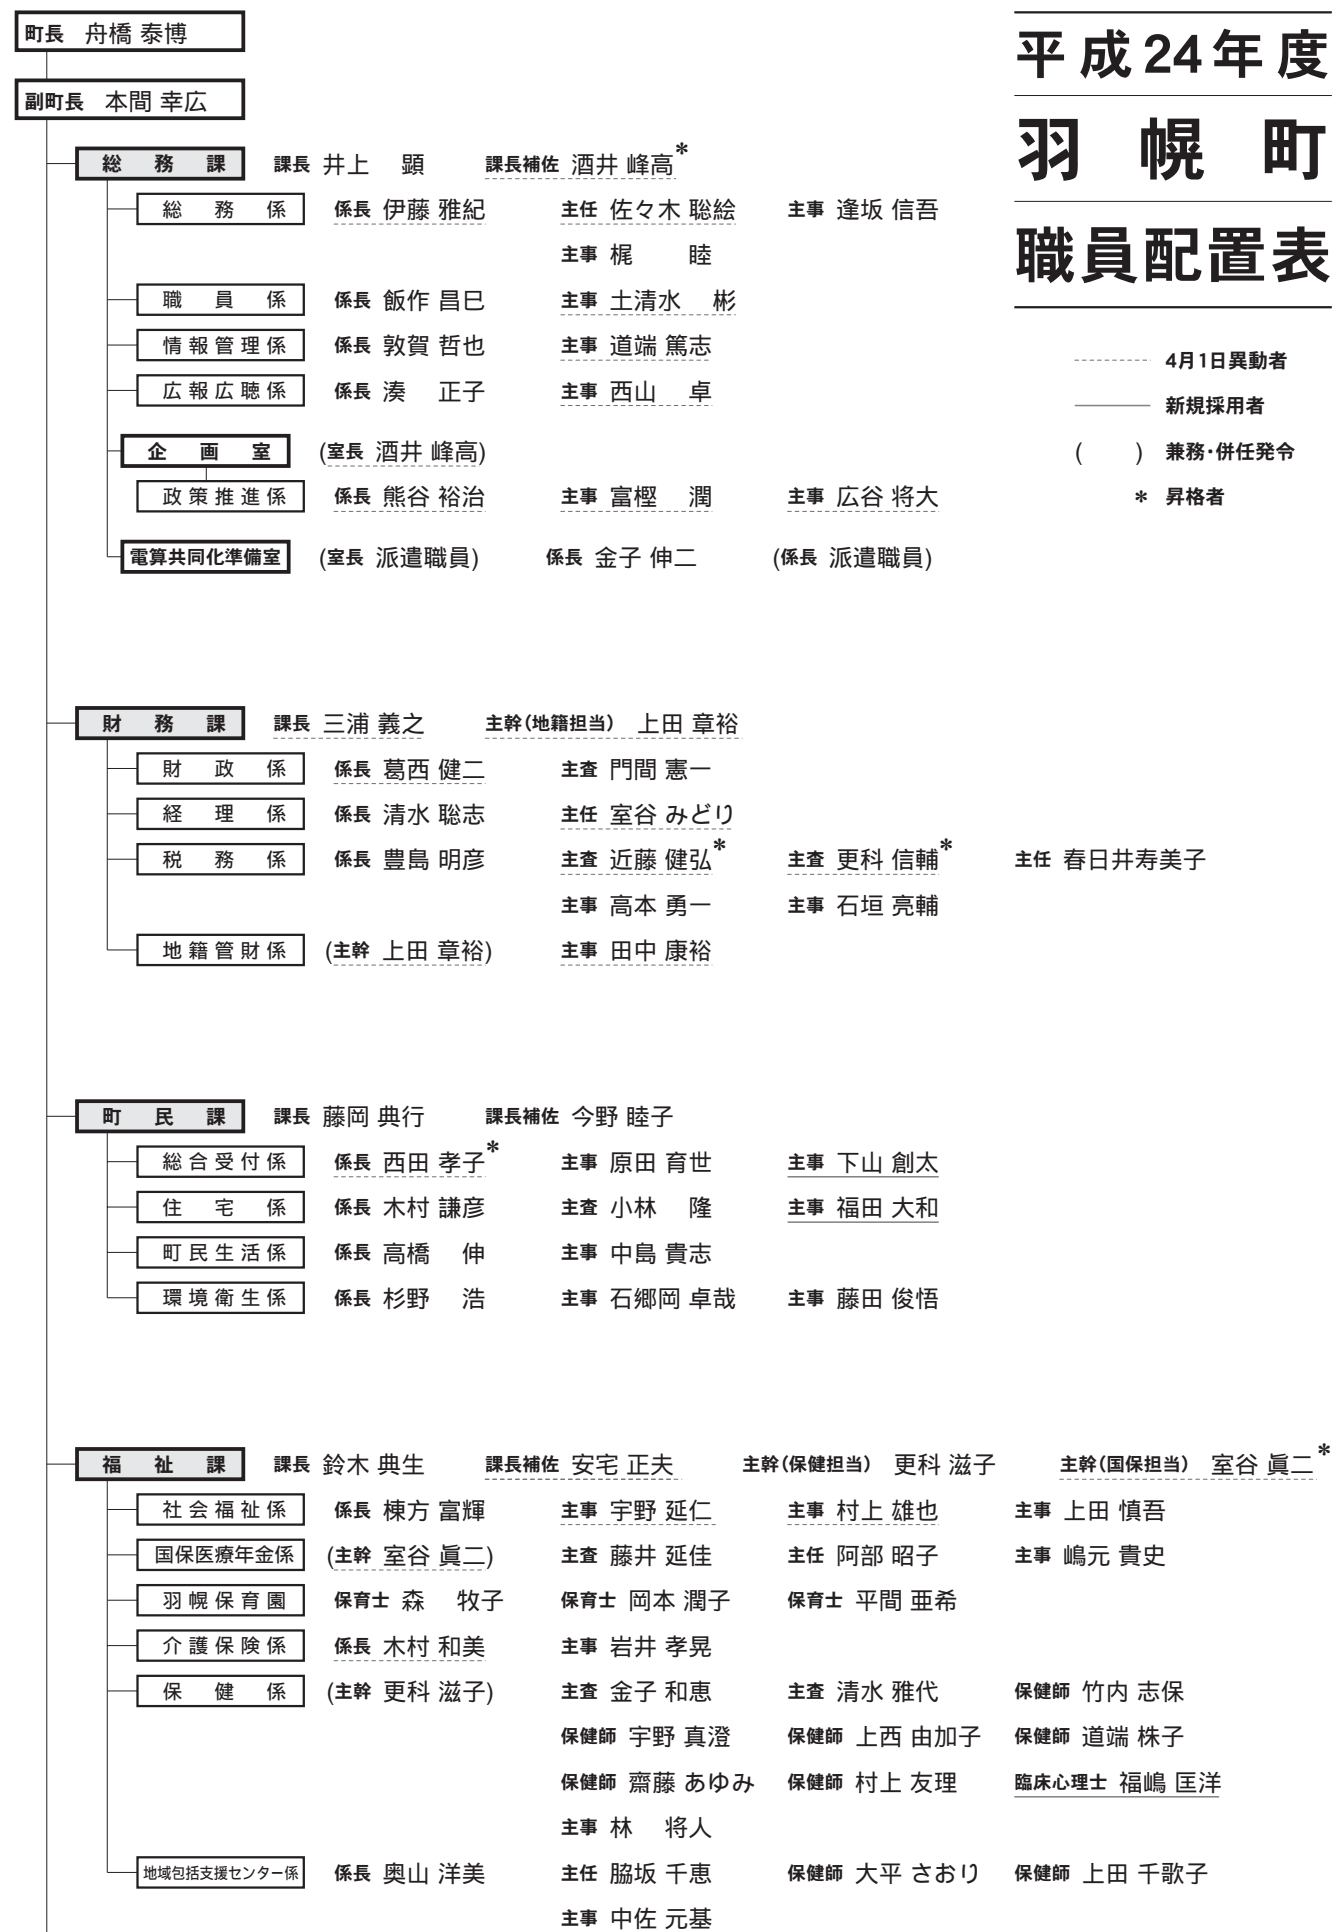 町長 舟橋 泰博
副町長 本間 幸広
平成24年度
羽幌町
職員配置表
4月1日異動者
新規採用者
( ) 兼務・併任発令
* 昇格者
総務課 課長 井上 顕 課長補佐 酒井 峰高*
総務係 係長 伊藤 雅紀 主任 佐々木 聡絵 主事 逢坂 信吾
主事 梶 睦
職員係 係長 飯作 昌巳 主事 土清水 彬
情報管理係 係長 敦賀 哲也 主事 道端 篤志
広報広聴係 係長 湊 正子 主事 西山 卓
企画室 (室長 酒井 峰高)
政策推進係 係長 熊谷 裕治 主事 富樫 潤 主事 広谷 将大
電算共同化準備室 (室長 派遣職員) 係長 金子 伸二 (係長 派遣職員)
財務課 課長 三浦 義之 主幹(地籍担当) 上田 章裕
財政係 係長 葛西 健二 主査 門間 憲一
経理係 係長 清水 聡志 主任 室谷 みどり
税務係 係長 豊島 明彦 主査 近藤 健弘* 主査 更科 信輔* 主任 春日井寿美子
主事 高本 勇一 主事 石垣 亮輔
地籍管財係 (主幹 上田 章裕) 主事 田中 康裕
町民課 課長 藤岡 典行 課長補佐 今野 睦子
総合受付係 係長 西田 孝子* 主事 原田 育世 主事 下山 創太
住宅係 係長 木村 謙彦 主査 小林 隆 主事 福田 大和
町民生活係 係長 高橋 伸 主事 中島 貴志
環境衛生係 係長 杉野 浩 主事 石郷岡 卓哉 主事 藤田 俊悟
福祉課 課長 鈴木 典生 課長補佐 安宅 正夫 主幹(保健担当) 更科 滋子 主幹(国保担当) 室谷 眞二*
社会福祉係 係長 棟方 富輝 主事 宇野 延仁 主事 村上 雄也 主事 上田 慎吾
国保医療年金係 (主幹 室谷 眞二) 主査 藤井 延佳 主任 阿部 昭子 主事 嶋元 貴史
羽幌保育園 保育士 森 牧子 保育士 岡本 潤子 保育士 平間 亜希
介護保険係 係長 木村 和美 主事 岩井 孝晃
保健係 (主幹 更科 滋子) 主査 金子 和恵 主査 清水 雅代 保健師 竹内 志保
保健師 宇野 真澄 保健師 上西 由加子 保健師 道端 株子
保健師 齋藤 あゆみ 保健師 村上 友理 臨床心理士 福嶋 匡洋
主事 林 将人
地域包括支援センター係 係長 奥山 洋美 主任 脇坂 千恵 保健師 大平 さおり 保健師 上田 千歌子
主事 中佐 元基